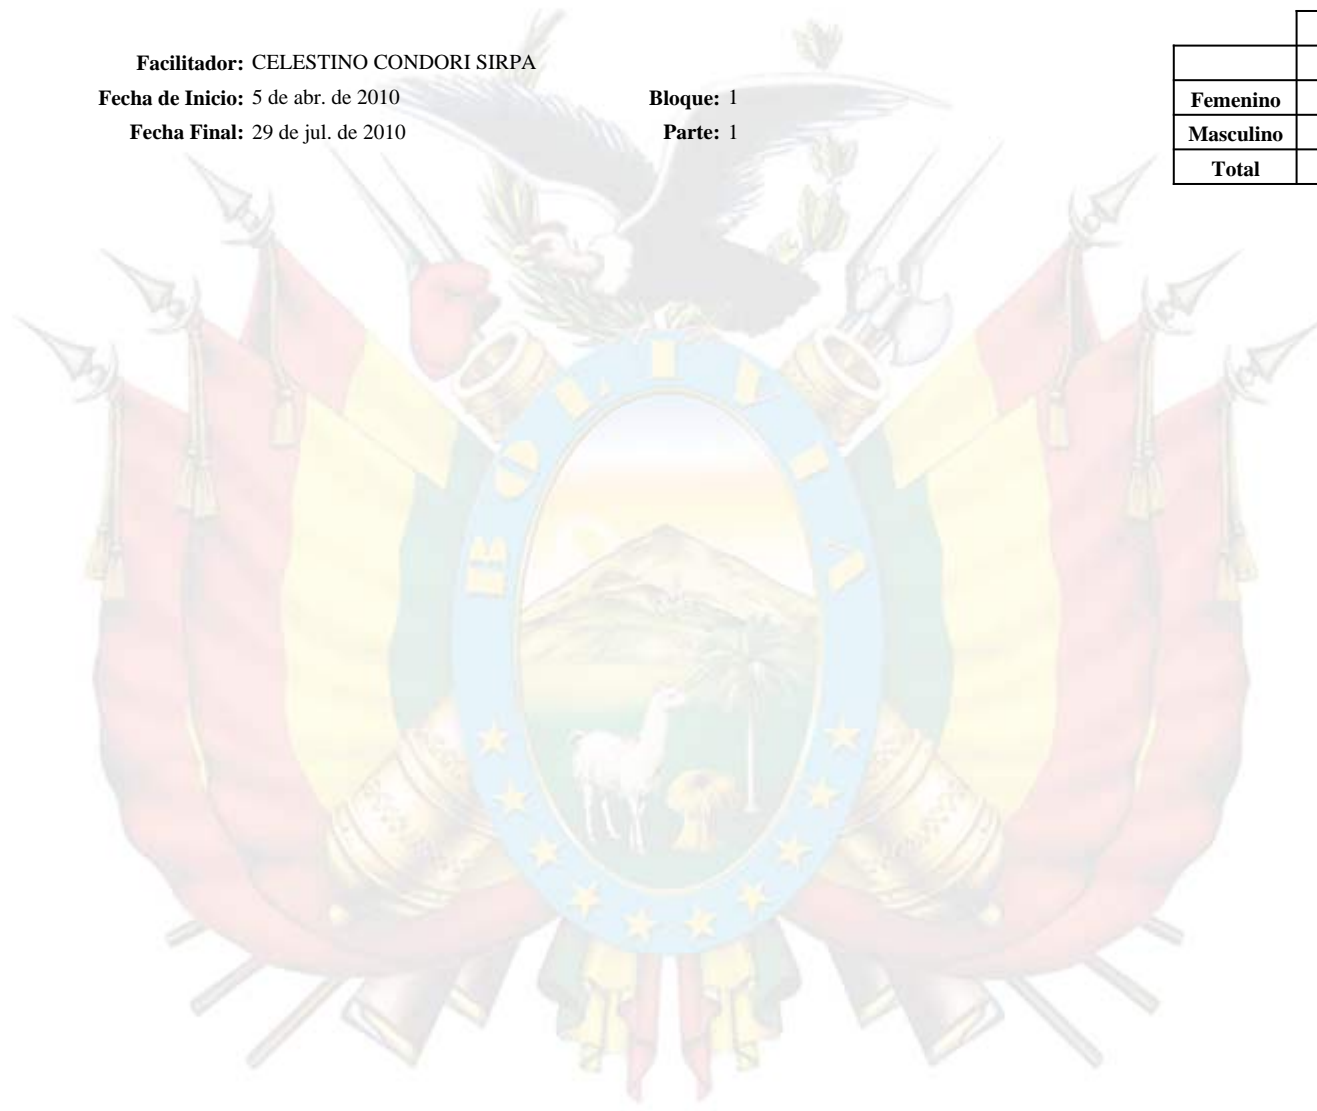 Facilitador: CELESTINO CONDORI SIRPA
Fecha de Inicio: 5 de abr. de 2010 Bloque: 1
Fecha Final: 29 de jul. de 2010 Parte: 1
Femenino
Masculino
Total
BOLIVIA